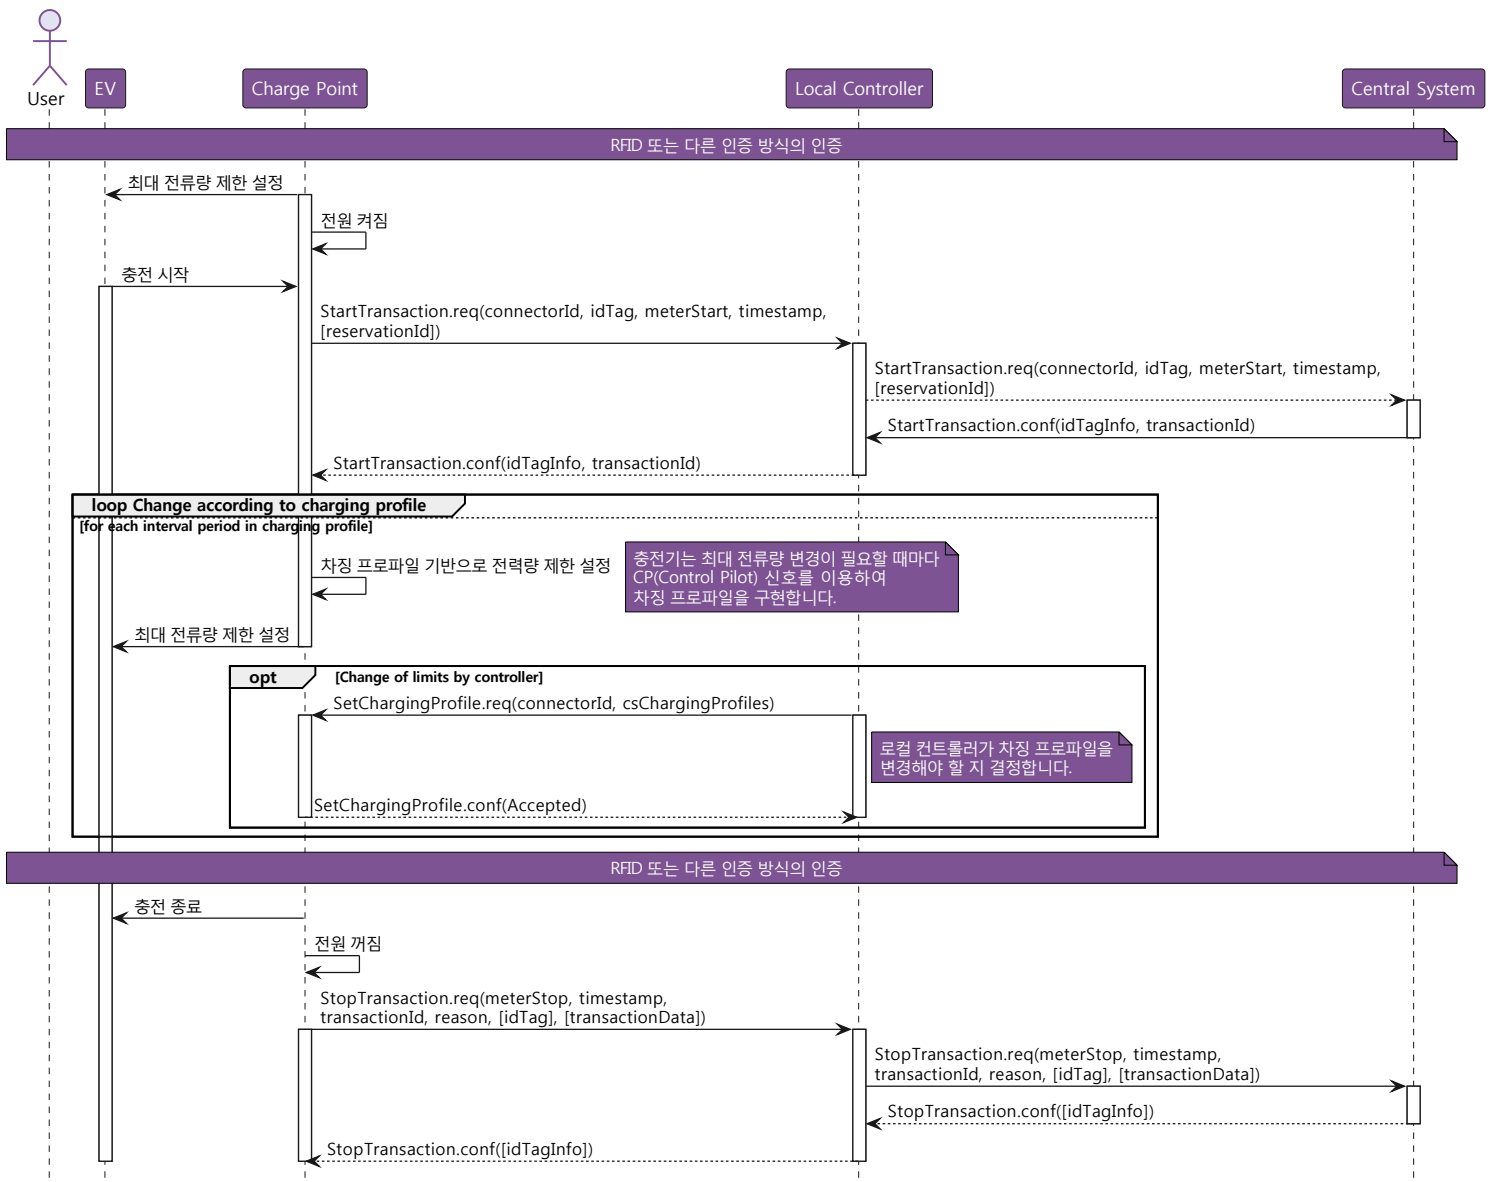 User
EV
Charge Point
Local Controller
Central System
RFID 또는 다른 인증 방식의 인증
최대 전류량 제한 설정
전원 켜짐
충전 시작
StartTransaction.req(connectorId, idTag, meterStart, timestamp,
[reservationId])
StartTransaction.req(connectorId, idTag, meterStart, timestamp,
[reservationId])
StartTransaction.conf(idTagInfo, transactionId)
StartTransaction.conf(idTagInfo, transactionId)
loop Change according to charging profile
[for each interval period in charging profile]
차징 프로파일 기반으로 전력량 제한 설정
충전기는 최대 전류량 변경이 필요할 때마다
CP(Control Pilot) 신호를 이용하여
차징 프로파일을 구현합니다.
최대 전류량 제한 설정
opt
[Change of limits by controller]
SetChargingProfile.req(connectorId, csChargingProfiles)
로컬 컨트롤러가 차징 프로파일을
변경해야 할 지 결정합니다.
SetChargingProfile.conf(Accepted)
RFID 또는 다른 인증 방식의 인증
충전 종료
전원 꺼짐
StopTransaction.req(meterStop, timestamp,
transactionId, reason, [idTag], [transactionData])
StopTransaction.req(meterStop, timestamp,
transactionId, reason, [idTag], [transactionData])
StopTransaction.conf([idTagInfo])
StopTransaction.conf([idTagInfo])